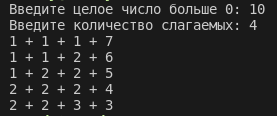 Введите целое число больше 0: 10
Введите количество слагаемых: 4
1 + 1 + 1 + 7
1 + 1 + 2 + 6
1 + 2 + 2 + 5
2 + 2 + 2 + 4
2 + 2 + 3 + 3